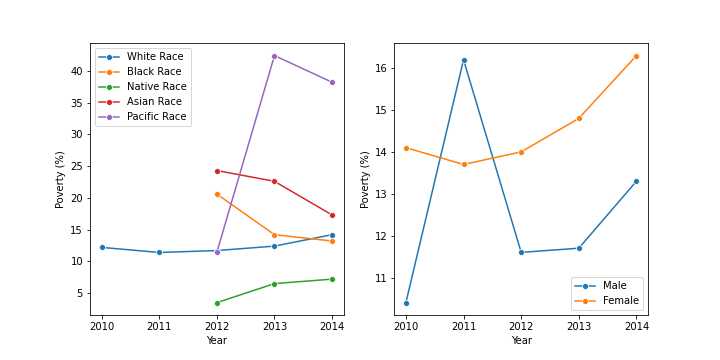 White Race
Black Race
Native Race
Asian Race
Pacific Race
40
35
30
25
20
15
10
5
Poverty (%)
2010 2011 2012 2013 2014
Year
16
15
14
13
12
11
Poverty (%)
Male
Female
2010 2011 2012 2013 2014
Year